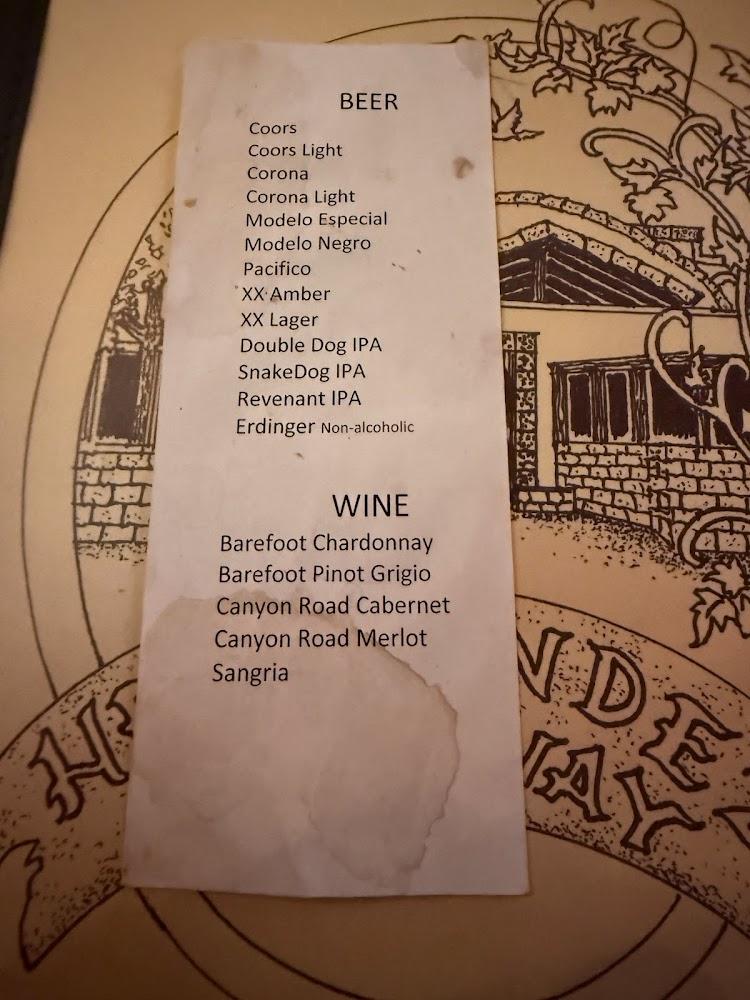 BEER
Coors
Coors Light
Corona
Corona Light
Modelo Especial
Modelo Negro
Pacifico
XX Amber
XX Lager
Double Dog IPA
SnakeDog IPA
Revenant IPA
Erdinger Non-alcoholic
WINE
Barefoot Chardonnay
Barefoot Pinot Grigio
Canyon Road Cabernet
Canyon Road Merlot
Sangria